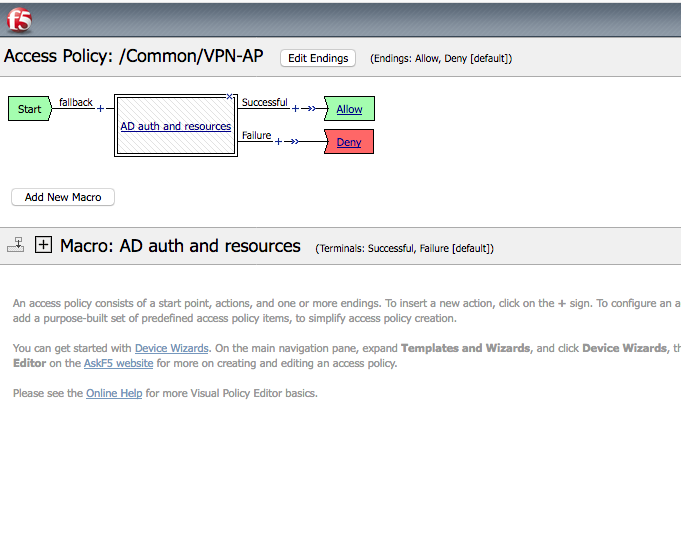 f5
Access Policy: /Common/VPN-AP Edit Endings (Endings: Allow, Deny [default])
Start fallback + AD auth and resources x Successful + Allow
Failure + Deny
Add New Macro
+ Macro: AD auth and resources (Terminals: Successful, Failure [default])
An access policy consists of a start point, actions, and one or more endings. To insert a new action, click on the + sign. To configure an a
add a purpose-built set of predefined access policy items, to simplify access policy creation.
You can get started with Device Wizards. On the main navigation pane, expand Templates and Wizards, and click Device Wizards, th
Editor on the AskF5 website for more on creating and editing an access policy.
Please see the Online Help for more Visual Policy Editor basics.